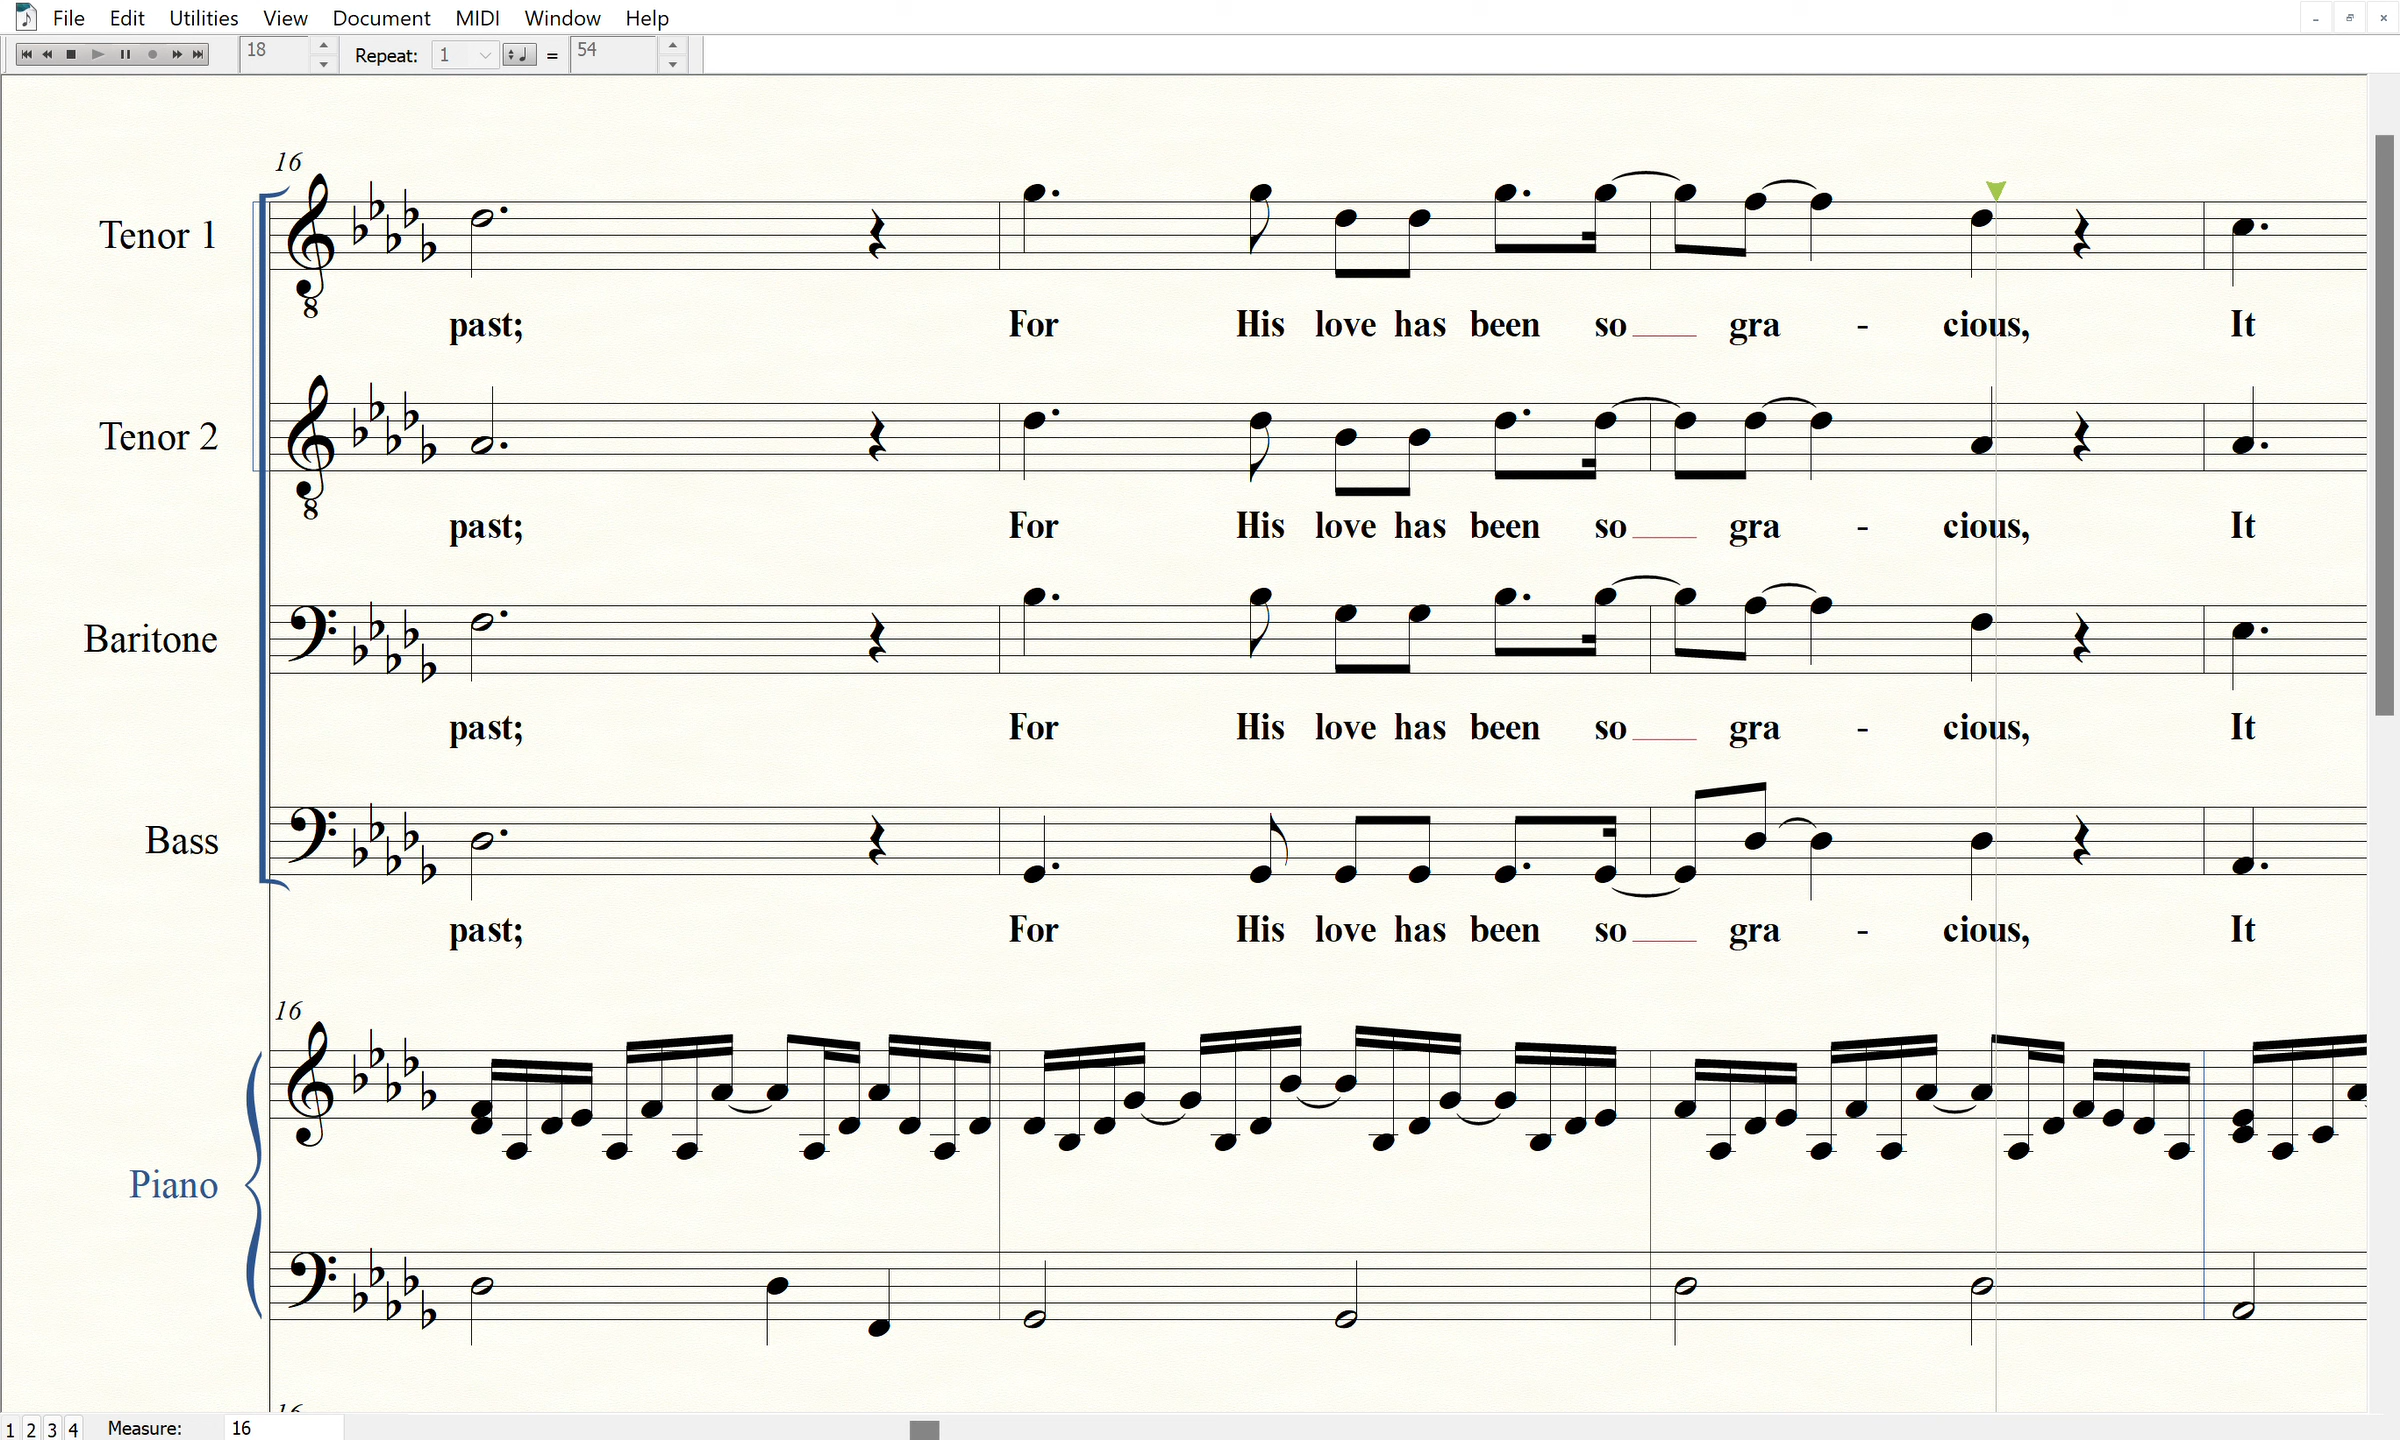 File Edit Utilities View Document MIDI Window Help
18 Repeat: 1 = 54
16
Tenor 1
8
past; For His love has been so gra - cious, It
Tenor 2
8
past; For His love has been so gra - cious, It
Baritone
past; For His love has been so gra - cious, It
Bass
past; For His love has been so gra - cious, It
16
Piano
16
1 2 3 4 Measure: 16